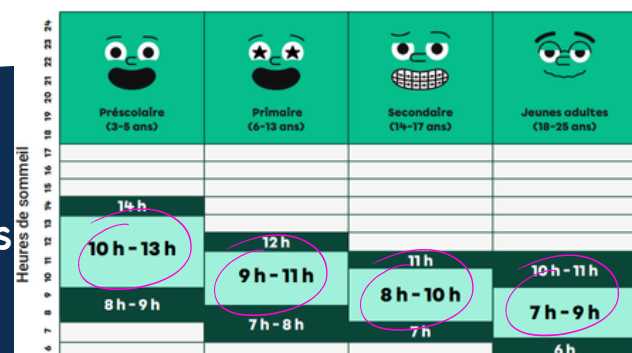 24
23
22
21
20
19
18
17
16
15
14
13
12
11
10
9
8
7
6
Heures de sommeil
s
Préscolaire
(3-5 ans)
14 h
10 h - 13 h
8 h - 9 h
Primaire
(6-13 ans)
12 h
9 h - 11 h
7 h - 8 h
Secondaire
(14-17 ans)
11 h
8 h - 10 h
7 h
Jeunes adultes
(18-25 ans)
10 h - 11 h
7 h - 9 h
6 h